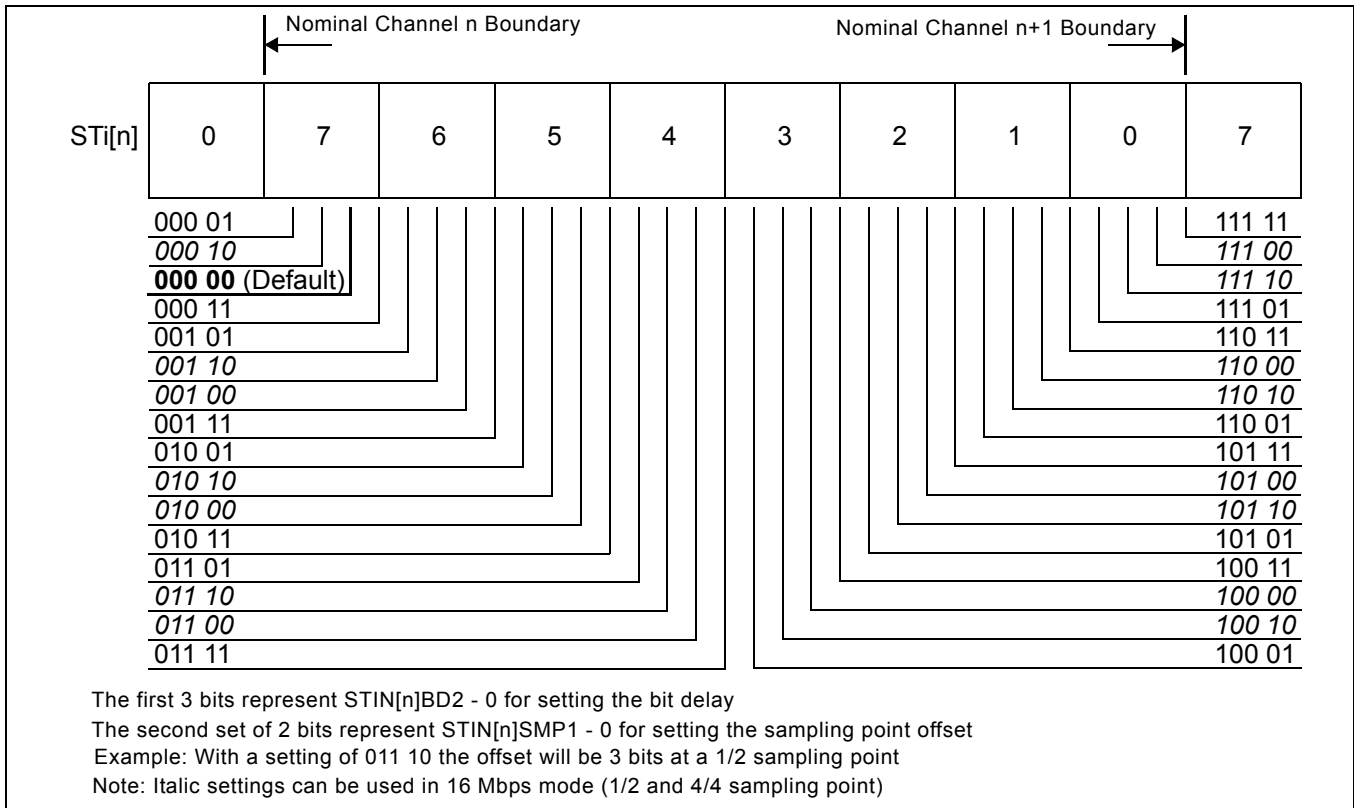 Nominal Channel n Boundary
Nominal Channel n+1 Boundary
STi[n]
0 7 6 5 4 3 2 1 0 7
000 01 111 11
000 10 111 00
000 00 (Default) 111 10
000 11 111 01
001 01 110 11
001 10 110 00
001 00 110 10
001 11 110 01
010 01 101 11
010 10 101 00
010 00 101 10
010 11 101 01
011 01 100 11
011 10 100 00
011 00 100 10
011 11 100 01
The first 3 bits represent STIN[n]BD2 - 0 for setting the bit delay
The second set of 2 bits represent STIN[n]SMP1 - 0 for setting the sampling point offset
Example: With a setting of 011 10 the offset will be 3 bits at a 1/2 sampling point
Note: Italic settings can be used in 16 Mbps mode (1/2 and 4/4 sampling point)